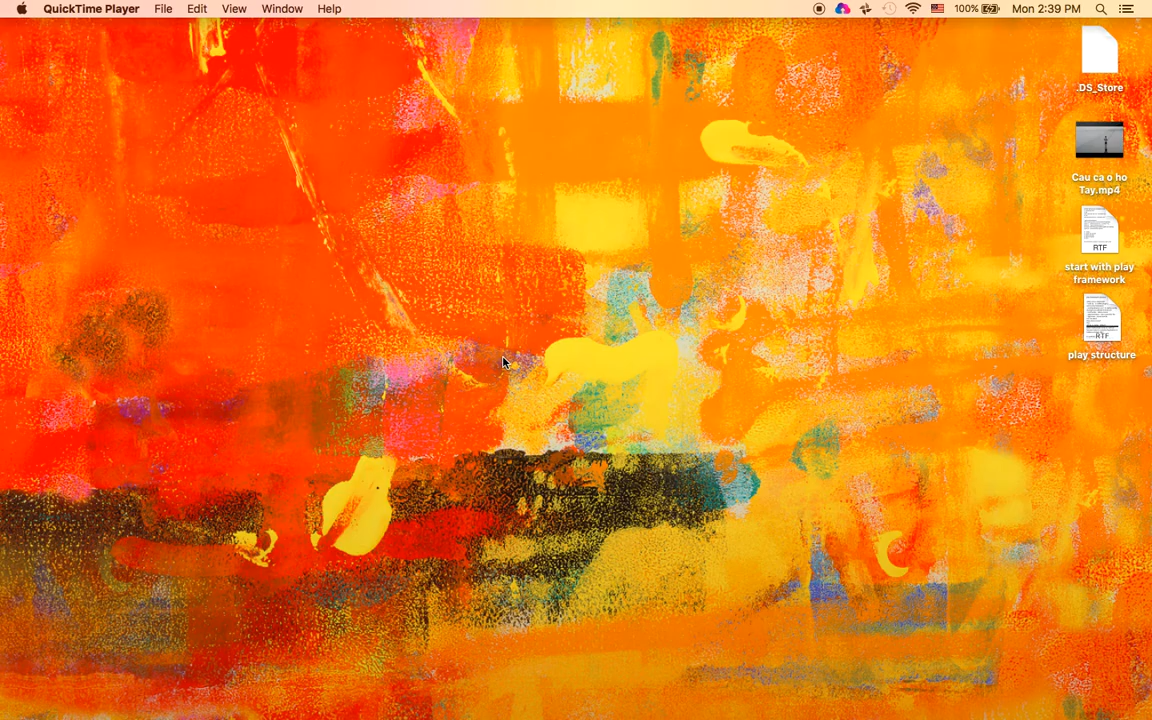 QuickTime Player File Edit View Window Help 100% Mon 2:39 PM
.DS_Store
Cau ca o ho
Tay.mp4
RTF
start with play
framework
RTF
play structure